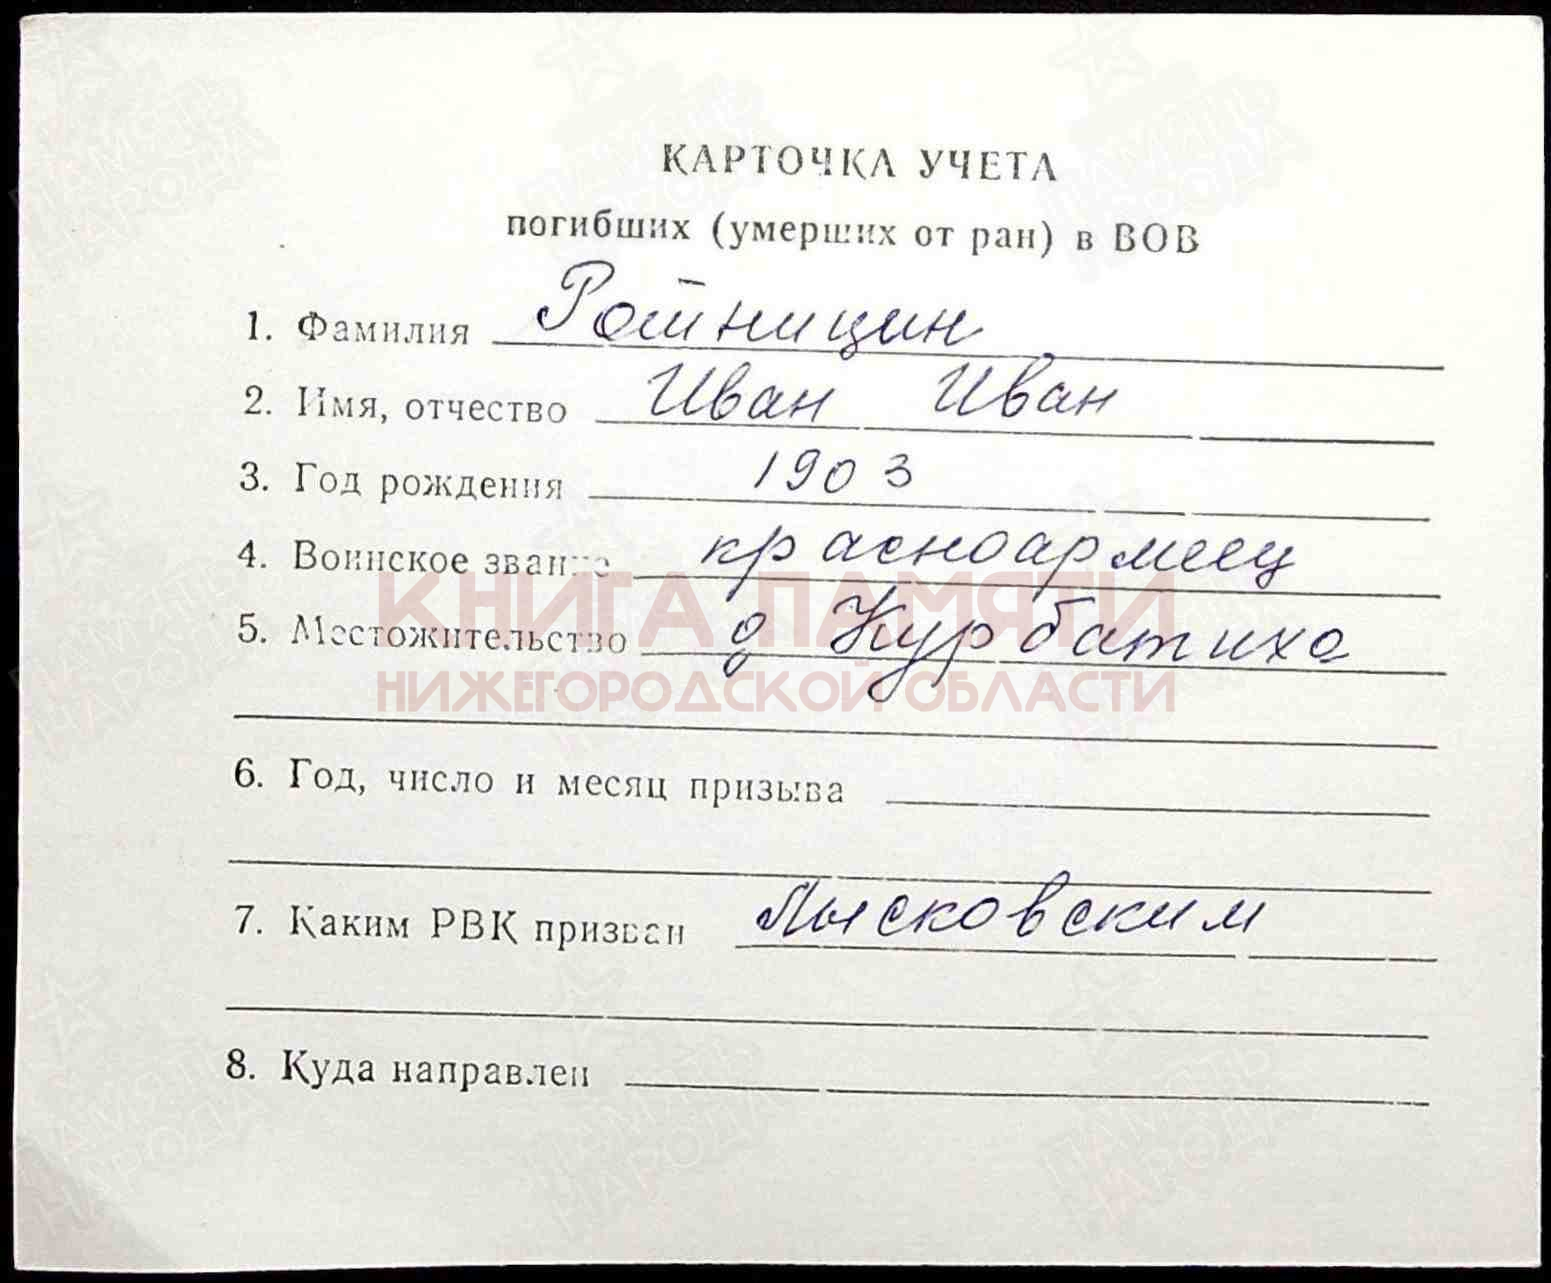 КАРТОЧКА УЧЕТА
погибших (умерших от ран) в ВОВ
1. Фамилия Ротницин
2. Имя, отчество Иван Иван
3. Год рождения 1903
4. Воинское звание красноармеец
5. Местожительство д Курбатиха
КНИГА ПАМЯТИ
НИЖЕГОРОДСКОЙ ОБЛАСТИ
6. Год, число и месяц призыва
7. Каким РВК призван Лысковским
8. Куда направлен
ПАМЯТЬ НАРОДА